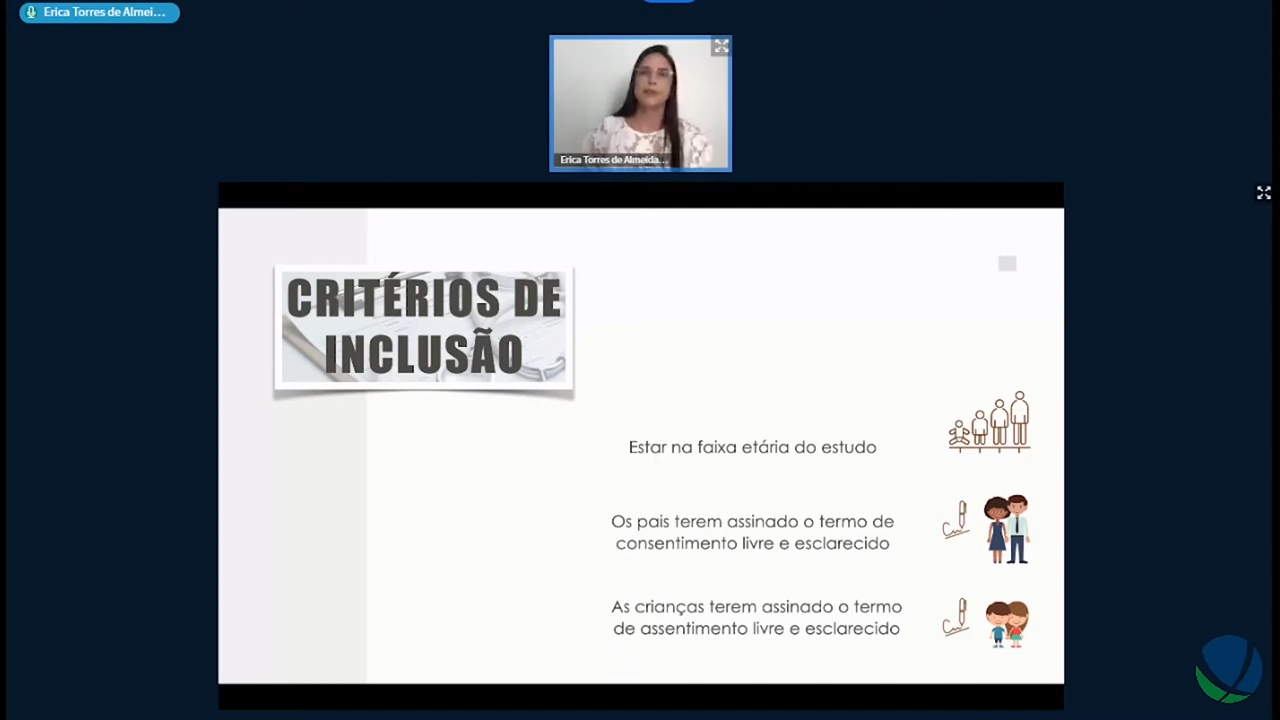 Erica Torres de Almei...
Erica Torres de Almeida...
CRITÉRIOS DE
INCLUSÃO
Estar na faixa etária do estudo
Os pais terem assinado o termo de
consentimento livre e esclarecido
As crianças terem assinado o termo
de assentimento livre e esclarecido